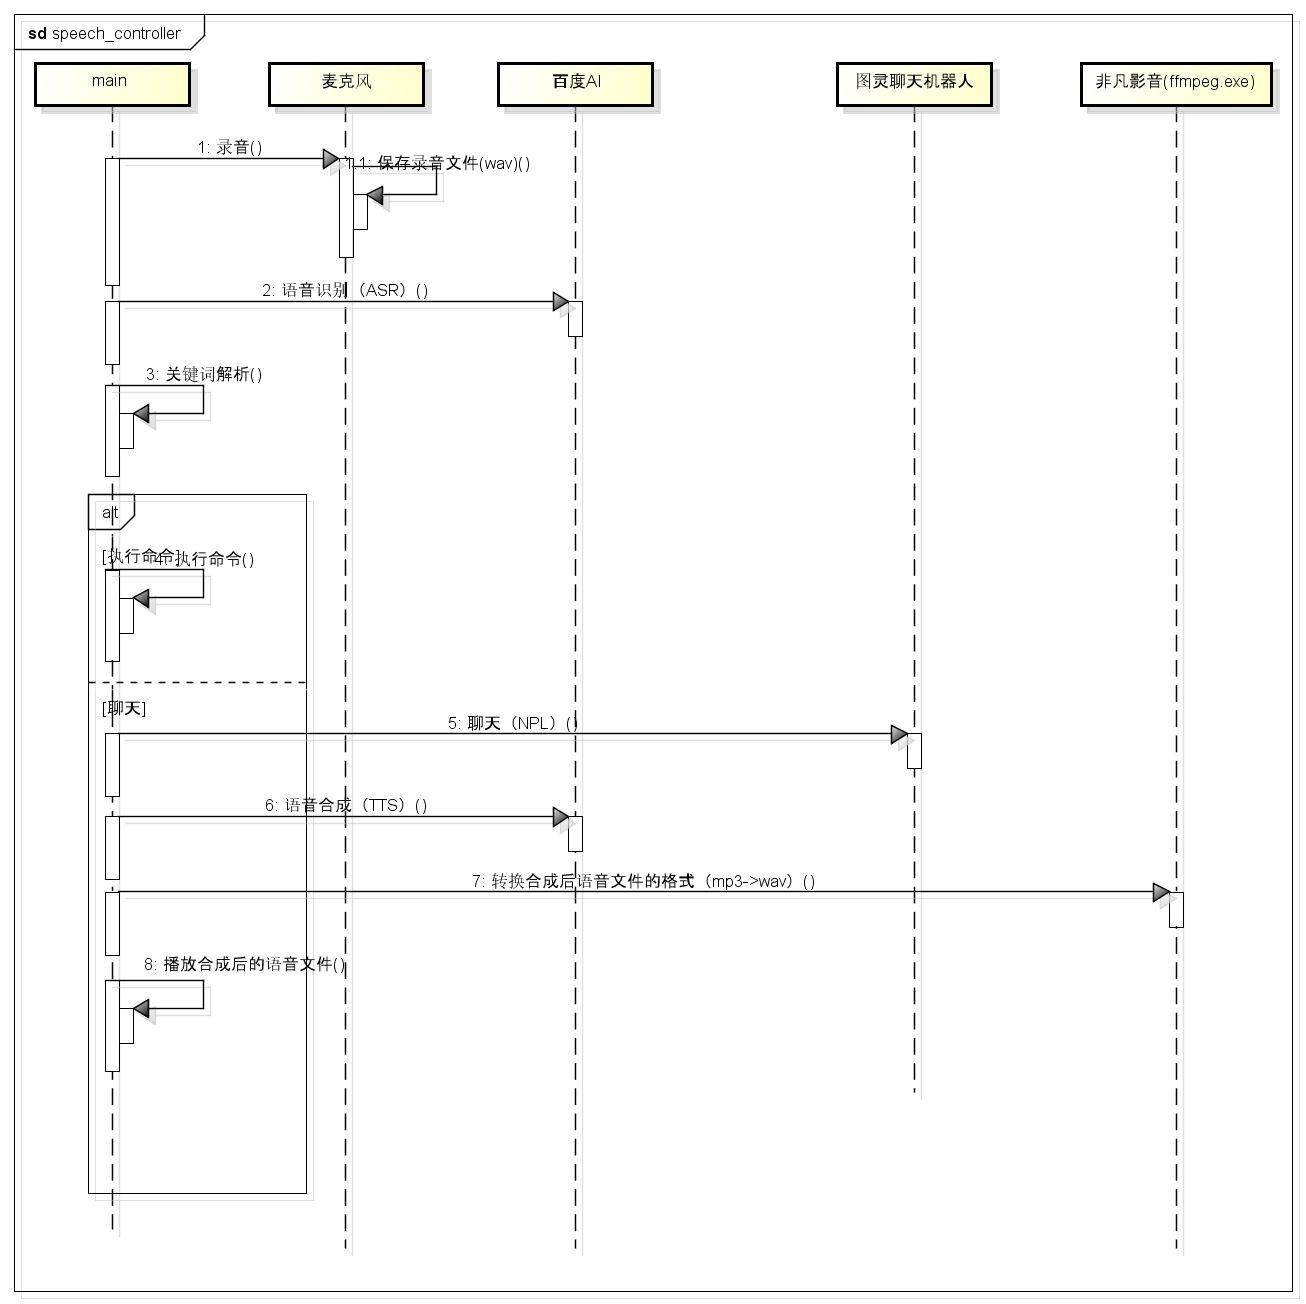 sd speech_controller
main
麦克风
百度AI
图灵聊天机器人
非凡影音(ffmpeg.exe)
1: 录音()
1.1: 保存录音文件(wav)()
2: 语音识别（ASR）()
3: 关键词解析()
alt
[执行命令]
4: 执行命令()
[聊天]
5: 聊天（NPL）()
6: 语音合成（TTS）()
7: 转换合成后语音文件的格式（mp3->wav）()
8: 播放合成后的语音文件()